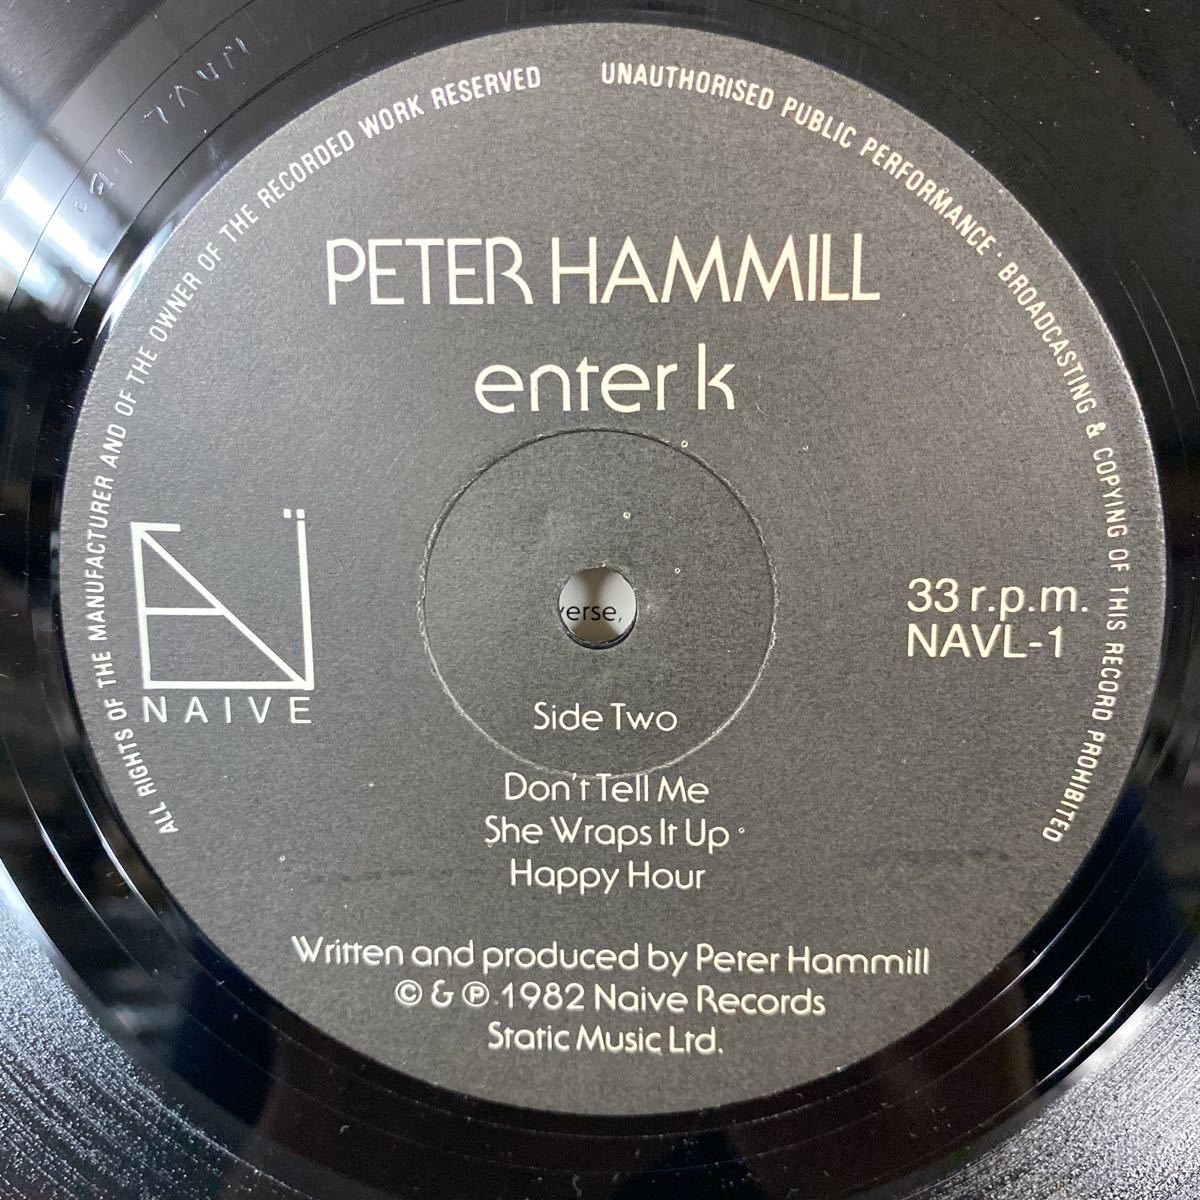 ALL RIGHTS OF THE MANUFACTURER AND OF THE OWNER OF THE RECORDED WORK RESERVED
UNAUTHORISED PUBLIC PERFORMANCE · BROADCASTING & COPYING OF THIS RECORD PROHIBITED
PETER HAMMILL
enter k
NAIVE
33 r.p.m.
NAVL-1
erse,
Side Two
Don't Tell Me
She Wraps It Up
Happy Hour
Written and produced by Peter Hammill
© & ℗ 1982 Naive Records
Static Music Ltd.